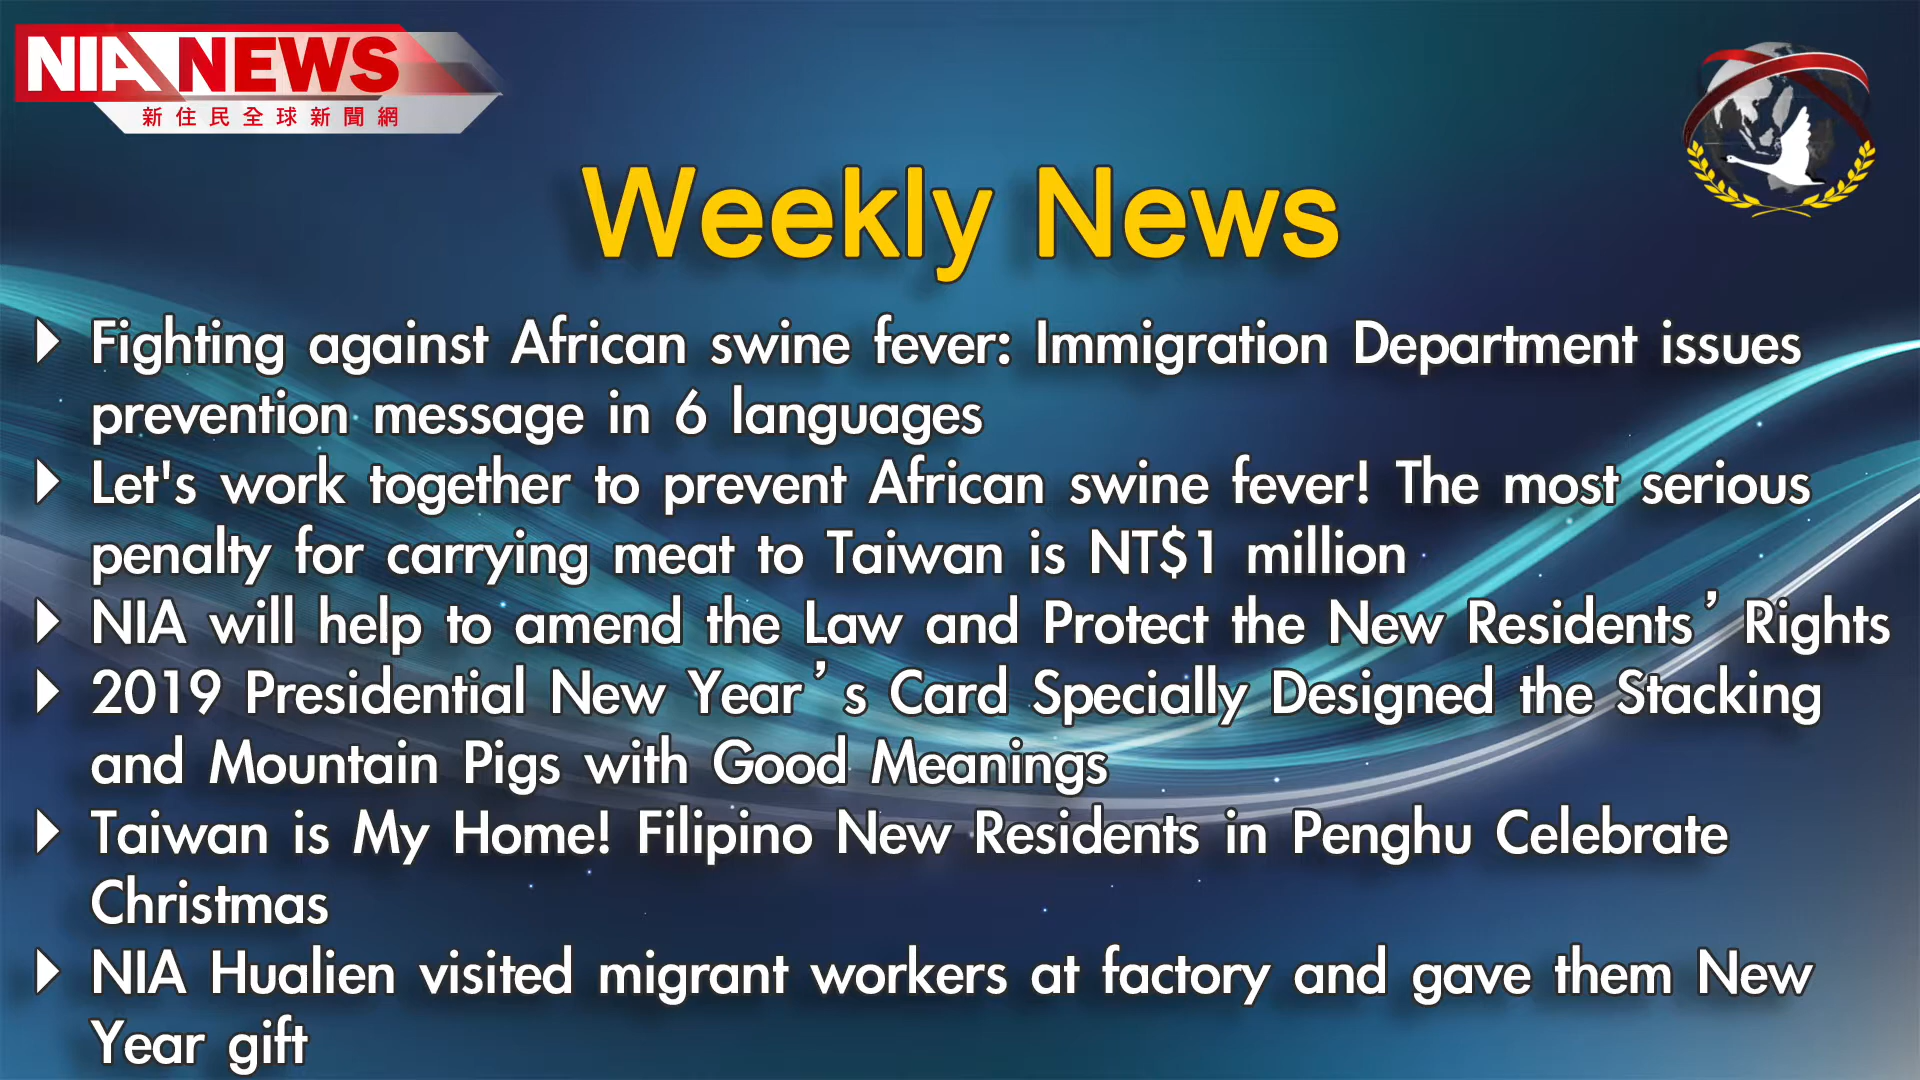 NIA NEWS
新住民全球新聞網
Weekly News
Fighting against African swine fever: Immigration Department issues
prevention message in 6 languages
Let's work together to prevent African swine fever! The most serious
penalty for carrying meat to Taiwan is NT$1 million
NIA will help to amend the Law and Protect the New Residents’ Rights
2019 Presidential New Year’s Card Specially Designed the Stacking
and Mountain Pigs with Good Meanings
Taiwan is My Home! Filipino New Residents in Penghu Celebrate
Christmas
NIA Hualien visited migrant workers at factory and gave them New
Year gift